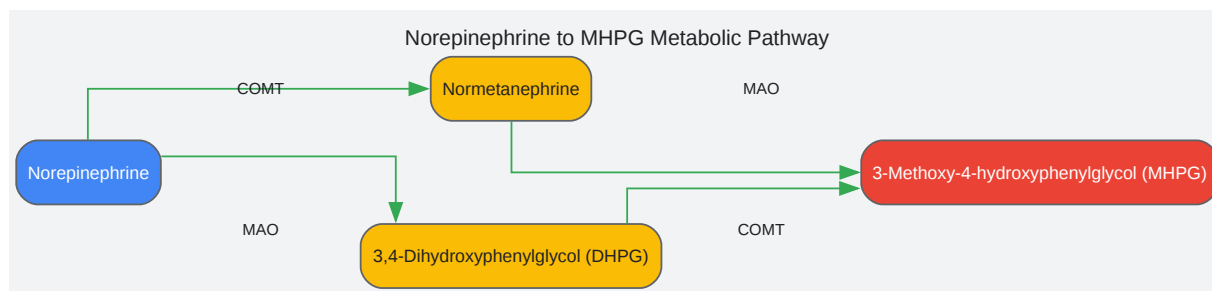 Norepinephrine to MHPG Metabolic Pathway
COMT
Normetanephrine
MAO
Norepinephrine
3-Methoxy-4-hydroxyphenylglycol (MHPG)
MAO
3,4-Dihydroxyphenylglycol (DHPG)
COMT